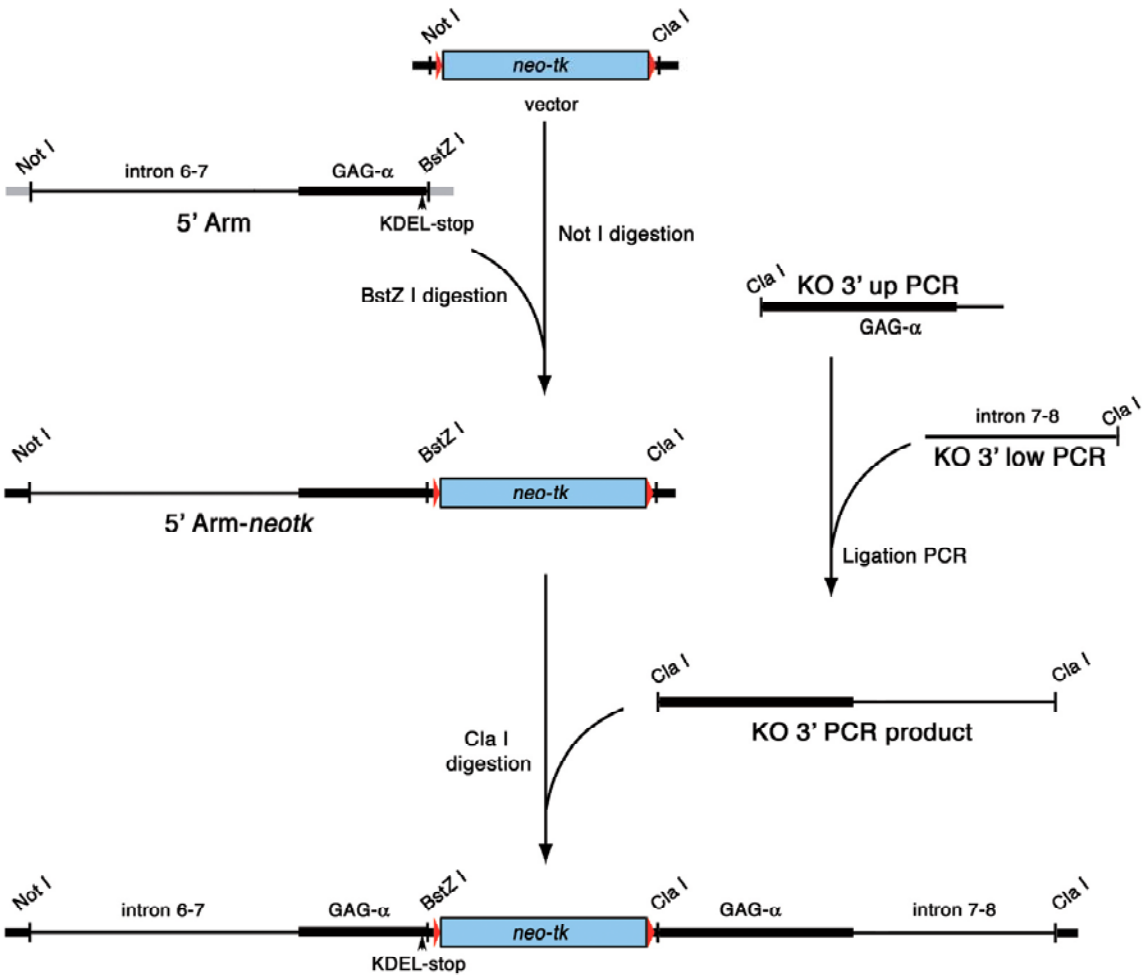 Not I
Cla I
neo-tk
vector
Not I
intron 6-7
GAG-α
BstZ I
KDEL-stop
5’ Arm
Not I digestion
BstZ I digestion
Cla I
KO 3’ up PCR
GAG-α
intron 7-8
Cla I
KO 3’ low PCR
Ligation PCR
Not I
BstZ I
Cla I
neo-tk
5’ Arm-neotk
Cla I
Cla I
KO 3’ PCR product
Cla I
digestion
Not I
intron 6-7
GAG-α
BstZ I
KDEL-stop
neo-tk
Cla I
GAG-α
intron 7-8
Cla I